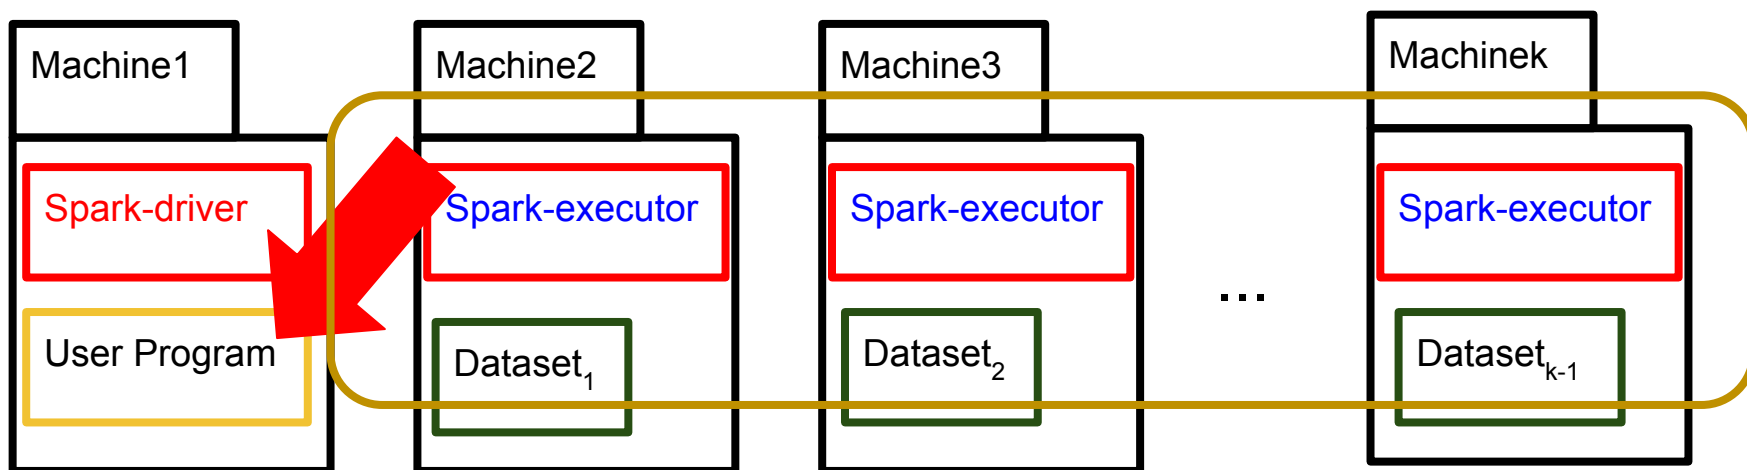 Machine1
Machine2
Machine3
Machinek
Spark-driver
Spark-executor
Spark-executor
Spark-executor
...
User Program
Dataset1
Dataset2
Datasetk-1